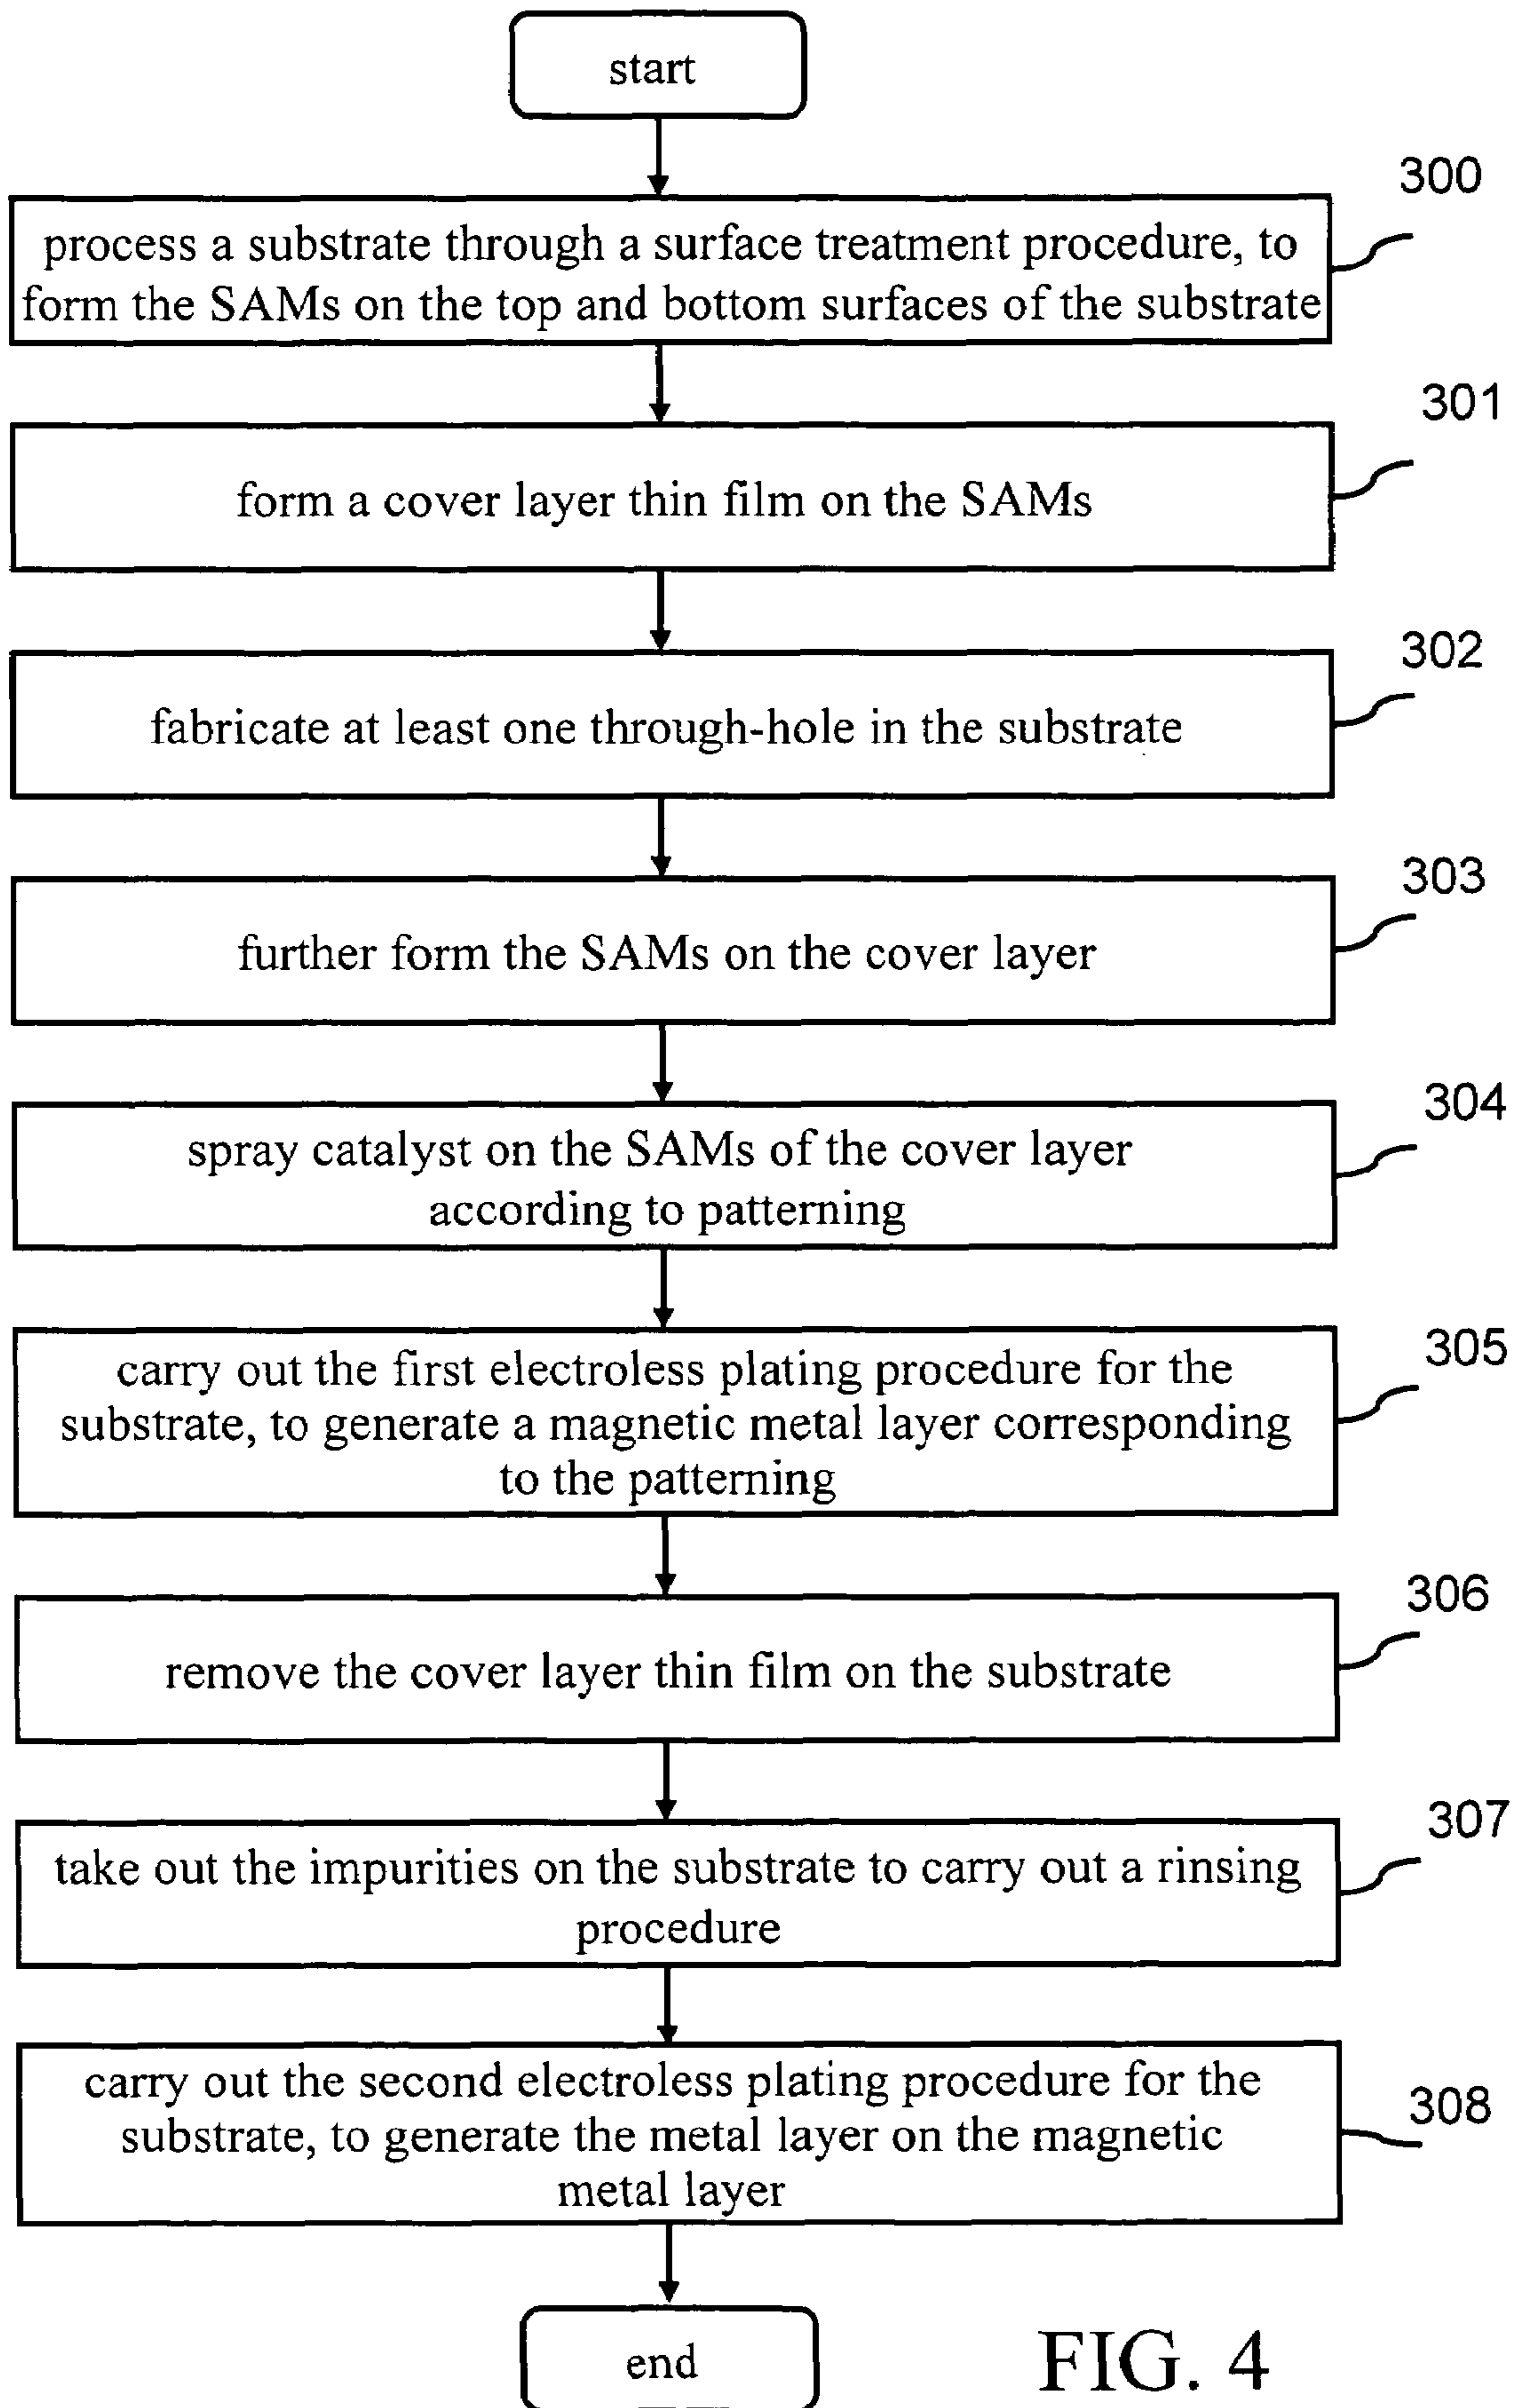 start
300
process a substrate through a surface treatment procedure, to
form the SAMs on the top and bottom surfaces of the substrate
301
form a cover layer thin film on the SAMs
302
fabricate at least one through-hole in the substrate
303
further form the SAMs on the cover layer
304
spray catalyst on the SAMs of the cover layer
according to patterning
305
carry out the first electroless plating procedure for the
substrate, to generate a magnetic metal layer corresponding
to the patterning
306
remove the cover layer thin film on the substrate
307
take out the impurities on the substrate to carry out a rinsing
procedure
308
carry out the second electroless plating procedure for the
substrate, to generate the metal layer on the magnetic
metal layer
end
FIG. 4